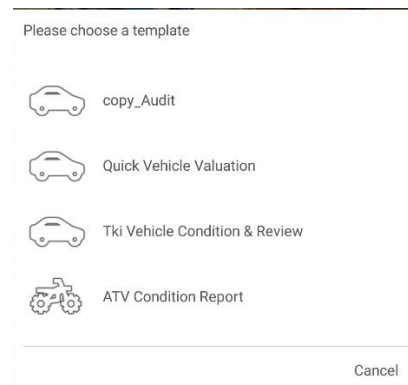 Please choose a template
copy_Audit
Quick Vehicle Valuation
Tki Vehicle Condition & Review
ATV Condition Report
Cancel